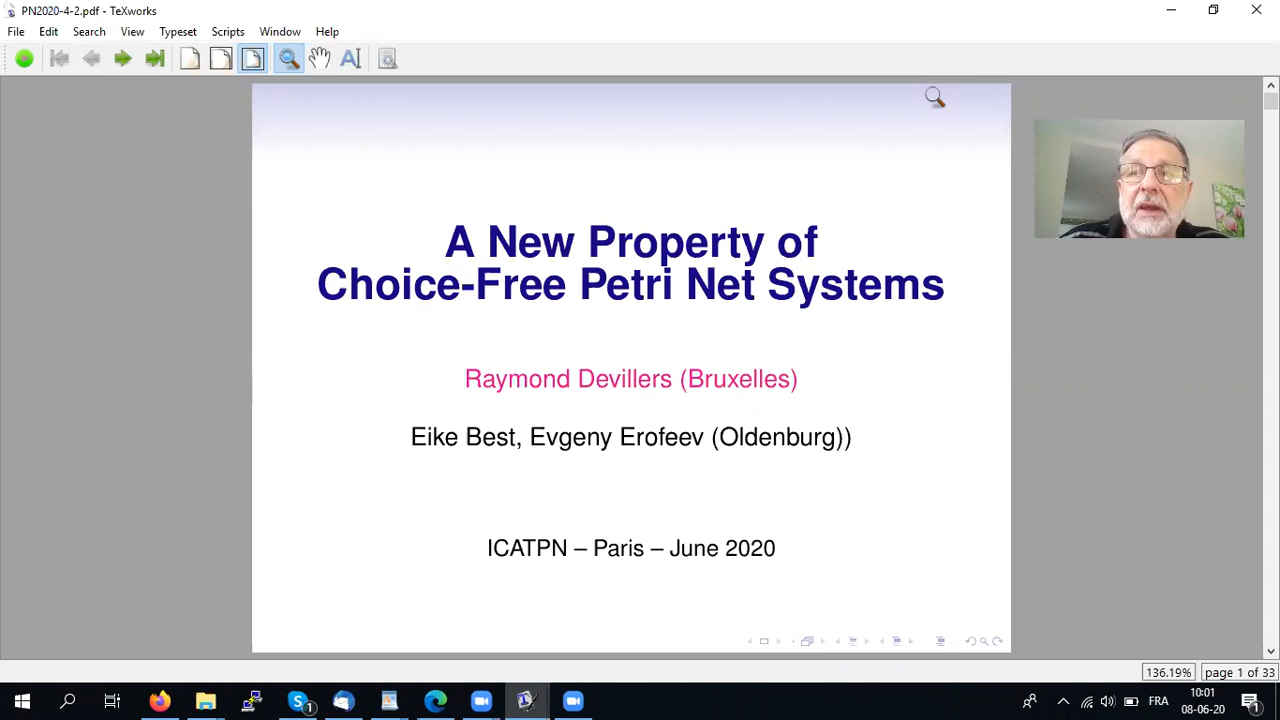 PN2020-4-2.pdf - TeXworks
File Edit Search View Typeset Scripts Window Help
A New Property of
Choice-Free Petri Net Systems
Raymond Devillers (Bruxelles)
Eike Best, Evgeny Erofeev (Oldenburg))
ICATPN – Paris – June 2020
136.19% page 1 of 33
1
FRA
10:01
08-06-20
1